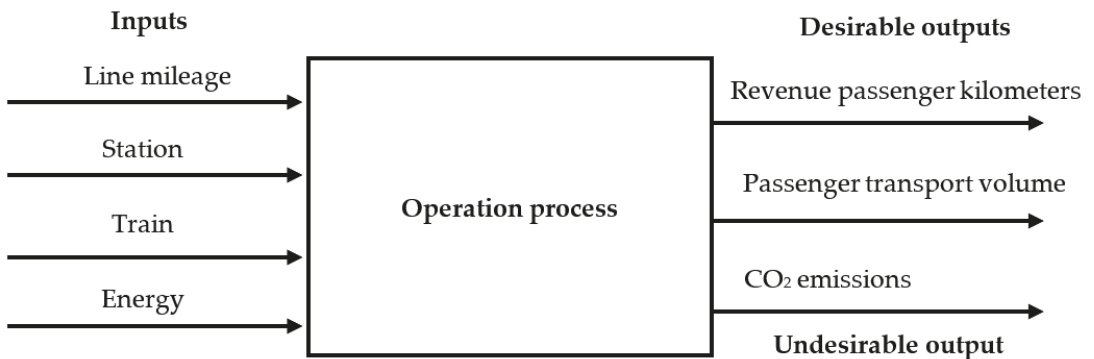 Inputs
Line mileage
Station
Train
Energy
Operation process
Desirable outputs
Revenue passenger kilometers
Passenger transport volume
CO₂ emissions
Undesirable output